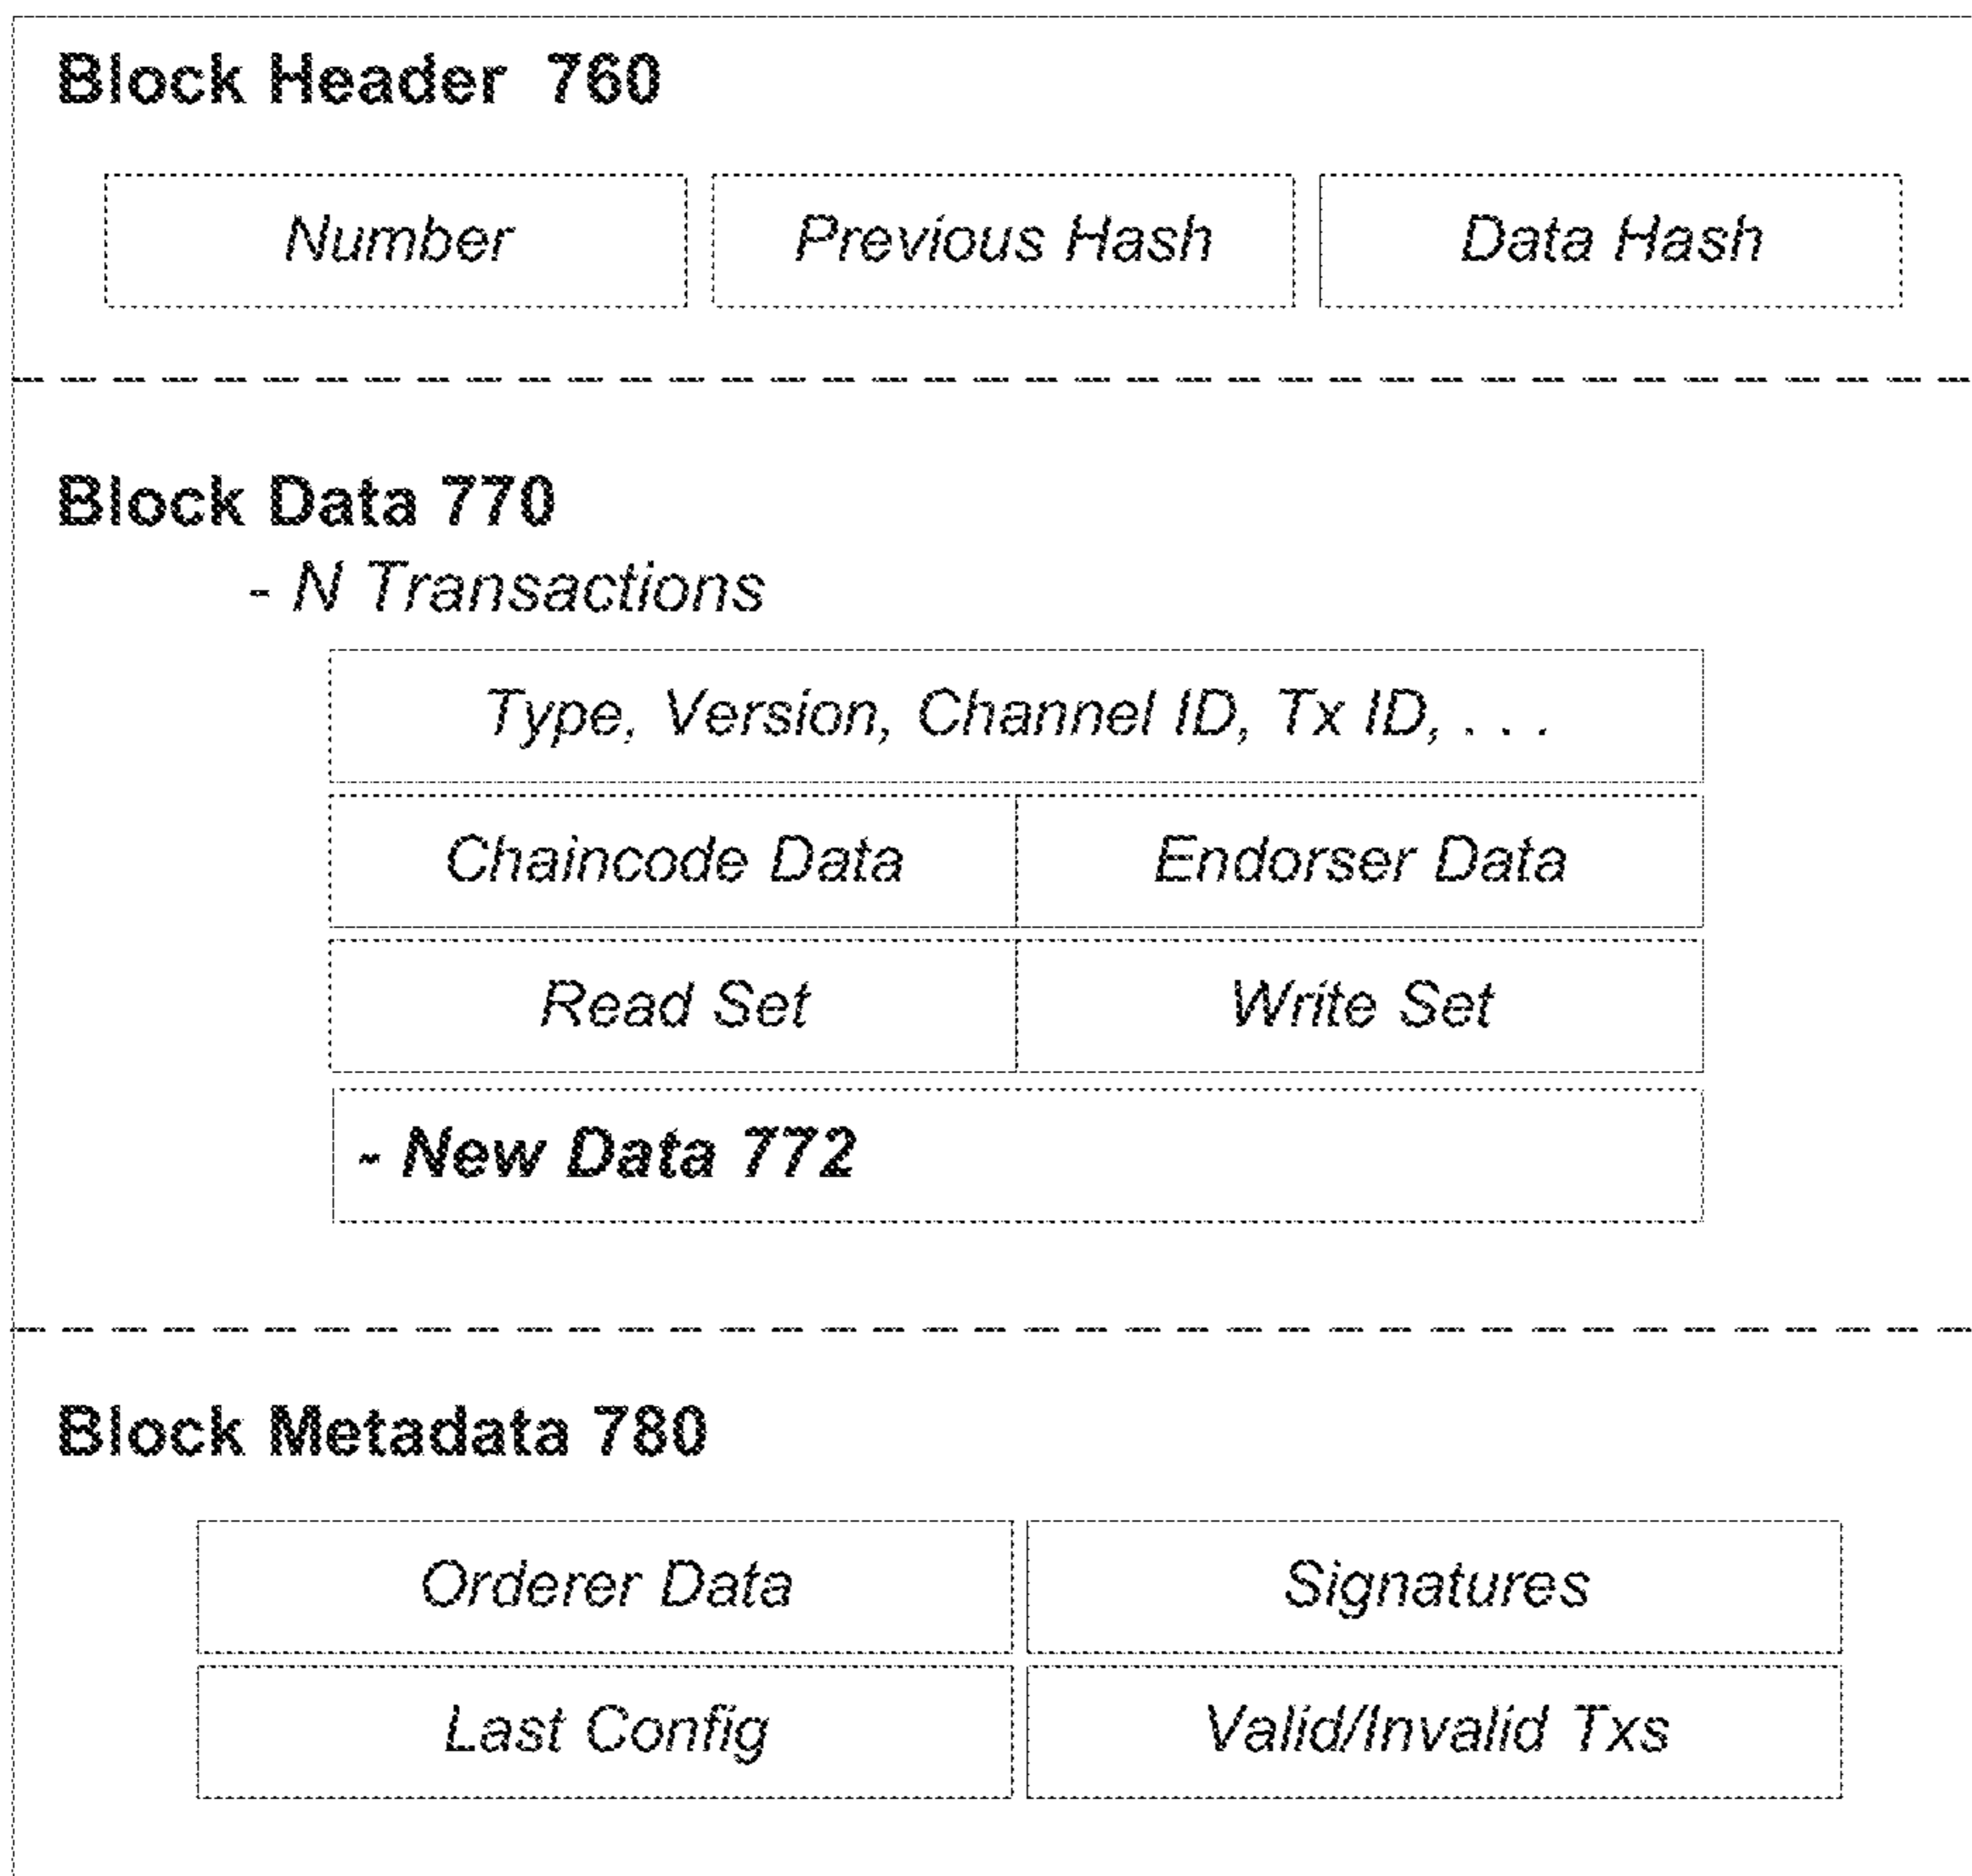 Block Header 760
Number Previous Hash Data Hash
Block Data 770
- N Transactions
Type, Version, Channel ID, Tx ID, . . .
Chaincode Data Endorser Data
Read Set Write Set
- New Data 772
Block Metadata 780
Orderer Data Signatures
Last Config Valid/Invalid Txs